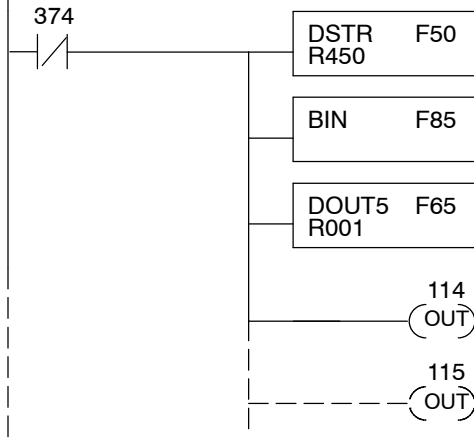 374
DSTR F50
R450
BIN F85
DOUT5 F65
R001
114
OUT
115
OUT